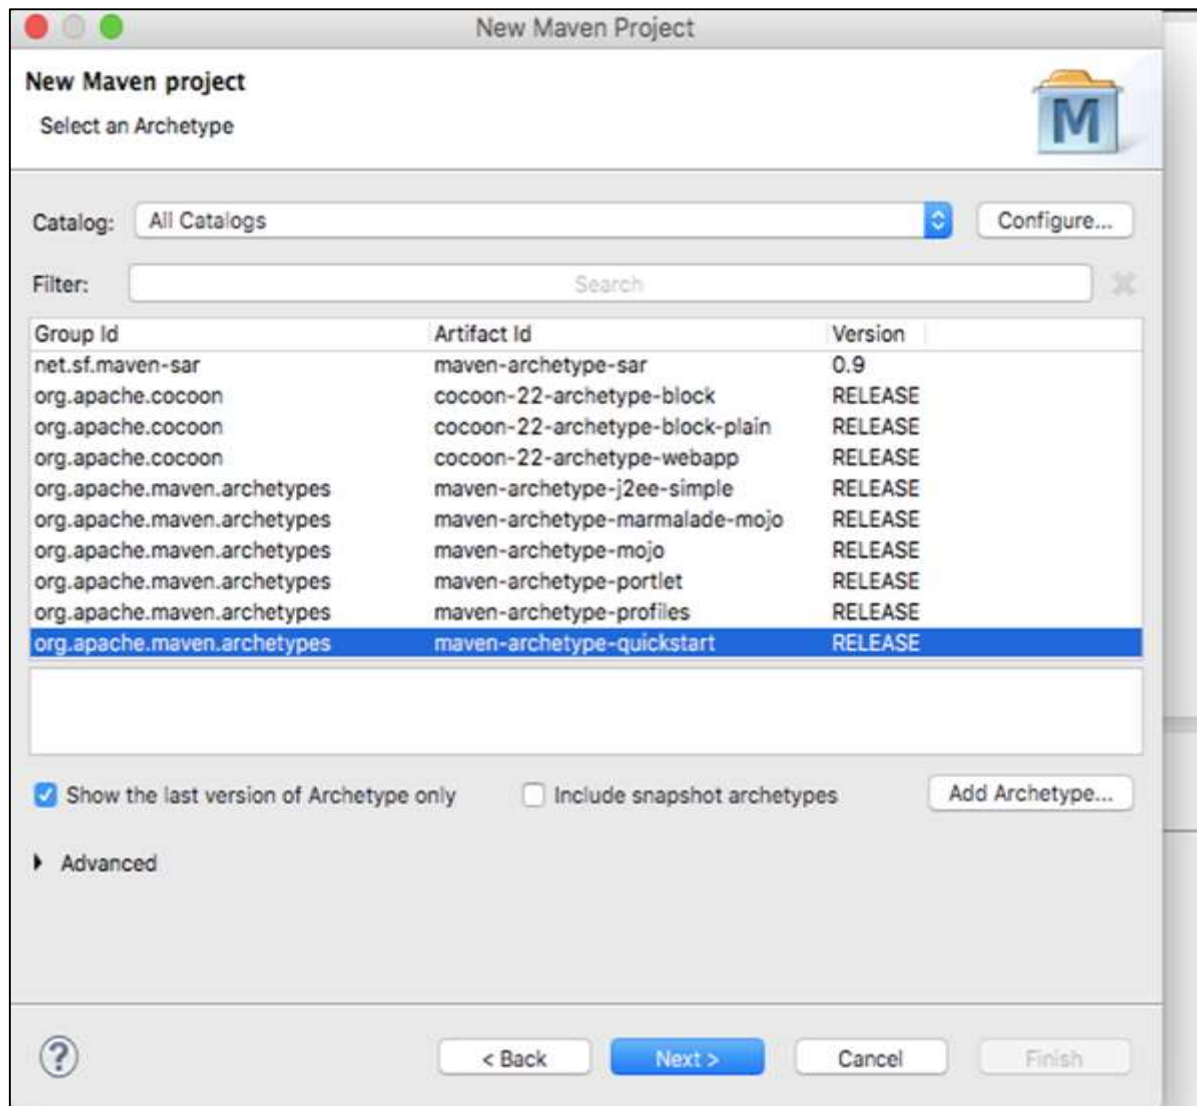 New Maven Project
New Maven project
Select an Archetype
M
Catalog: All Catalogs Configure...
Filter: Search
Group Id Artifact Id Version
net.sf.maven-sar maven-archetype-sar 0.9
org.apache.cocoon cocoon-22-archetype-block RELEASE
org.apache.cocoon cocoon-22-archetype-block-plain RELEASE
org.apache.cocoon cocoon-22-archetype-webapp RELEASE
org.apache.maven.archetypes maven-archetype-j2ee-simple RELEASE
org.apache.maven.archetypes maven-archetype-marmalade-mojo RELEASE
org.apache.maven.archetypes maven-archetype-mojo RELEASE
org.apache.maven.archetypes maven-archetype-portlet RELEASE
org.apache.maven.archetypes maven-archetype-profiles RELEASE
org.apache.maven.archetypes maven-archetype-quickstart RELEASE
Show the last version of Archetype only Include snapshot archetypes Add Archetype...
Advanced
? < Back Next > Cancel Finish